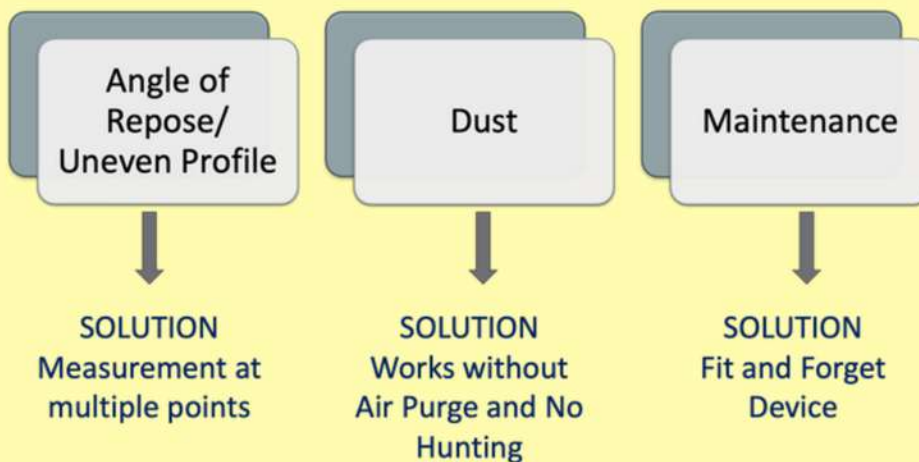 Angle of
Repose/
Uneven Profile
Dust
Maintenance
SOLUTION
Measurement at
multiple points
SOLUTION
Works without
Air Purge and No
Hunting
SOLUTION
Fit and Forget
Device